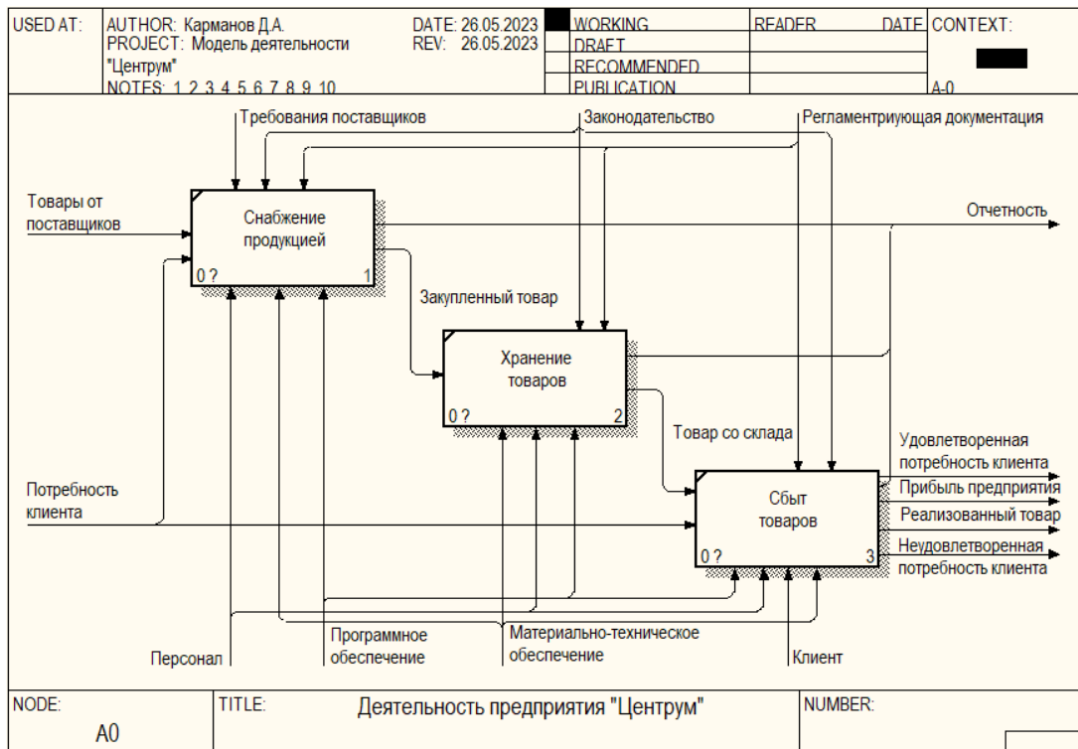 USED AT:
AUTHOR: Карманов Д.А.
DATE: 26.05.2023
PROJECT: Модель деятельности
REV: 26.05.2023
"Центрум"
NOTES: 1 2 3 4 5 6 7 8 9 10
WORKING
DRAFT
RECOMMENDED
PUBLICATION
READER
DATE
CONTEXT:
A-0
Требования поставщиков
Законодательство
Регламентриующая документация
Товары от
поставщиков
Снабжение
продукцией
0 ?
1
Отчетность
Закупленный товар
Хранение
товаров
0 ?
2
Товар со склада
Потребность
клиента
Сбыт
товаров
0 ?
3
Удовлетворенная
потребность клиента
Прибыль предприятия
Реализованный товар
Неудовлетворенная
потребность клиента
Персонал
Программное
обеспечение
Материально-техническое
обеспечение
Клиент
NODE:
A0
TITLE:
Деятельность предприятия "Центрум"
NUMBER: